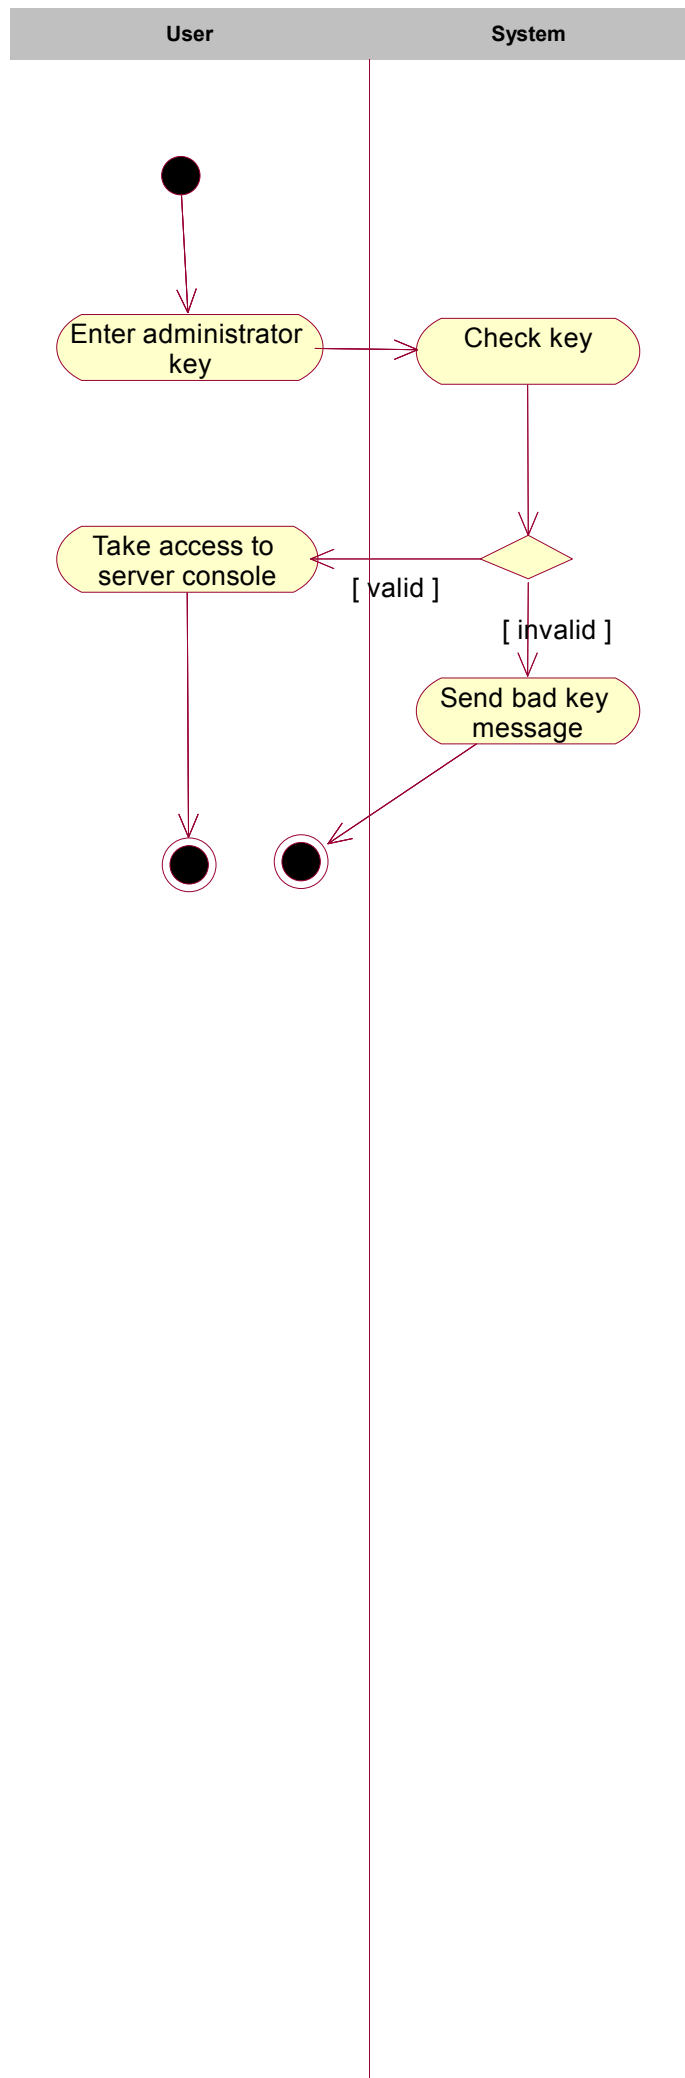 User
System
Enter administrator
key
Check key
Take access to
server console
[ valid ]
[ invalid ]
Send bad key
message